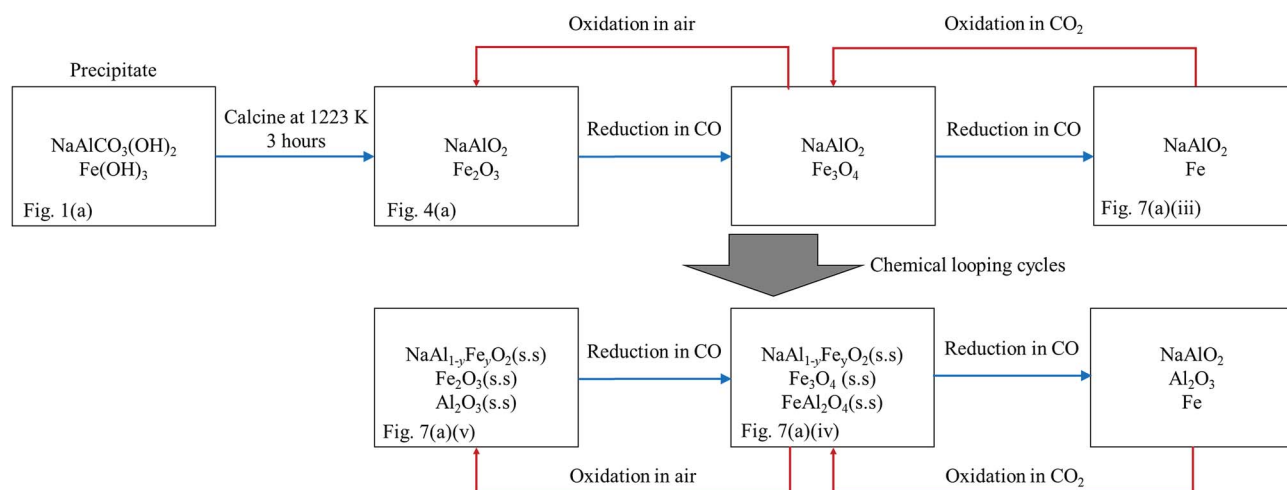 Oxidation in air
Oxidation in CO₂
Precipitate
NaAlCO₃(OH)₂
Fe(OH)₃
Fig. 1(a)
Calcine at 1223 K
3 hours
NaAlO₂
Fe₂O₃
Fig. 4(a)
Reduction in CO
NaAlO₂
Fe₃O₄
Reduction in CO
NaAlO₂
Fe
Fig. 7(a)(iii)
Chemical looping cycles
NaAl₁₋yFeyO₂(s.s)
Fe₂O₃(s.s)
Al₂O₃(s.s)
Fig. 7(a)(v)
Reduction in CO
NaAl₁₋yFeyO₂(s.s)
Fe₃O₄ (s.s)
FeAl₂O₄(s.s)
Fig. 7(a)(iv)
Reduction in CO
NaAlO₂
Al₂O₃
Fe
Oxidation in air
Oxidation in CO₂